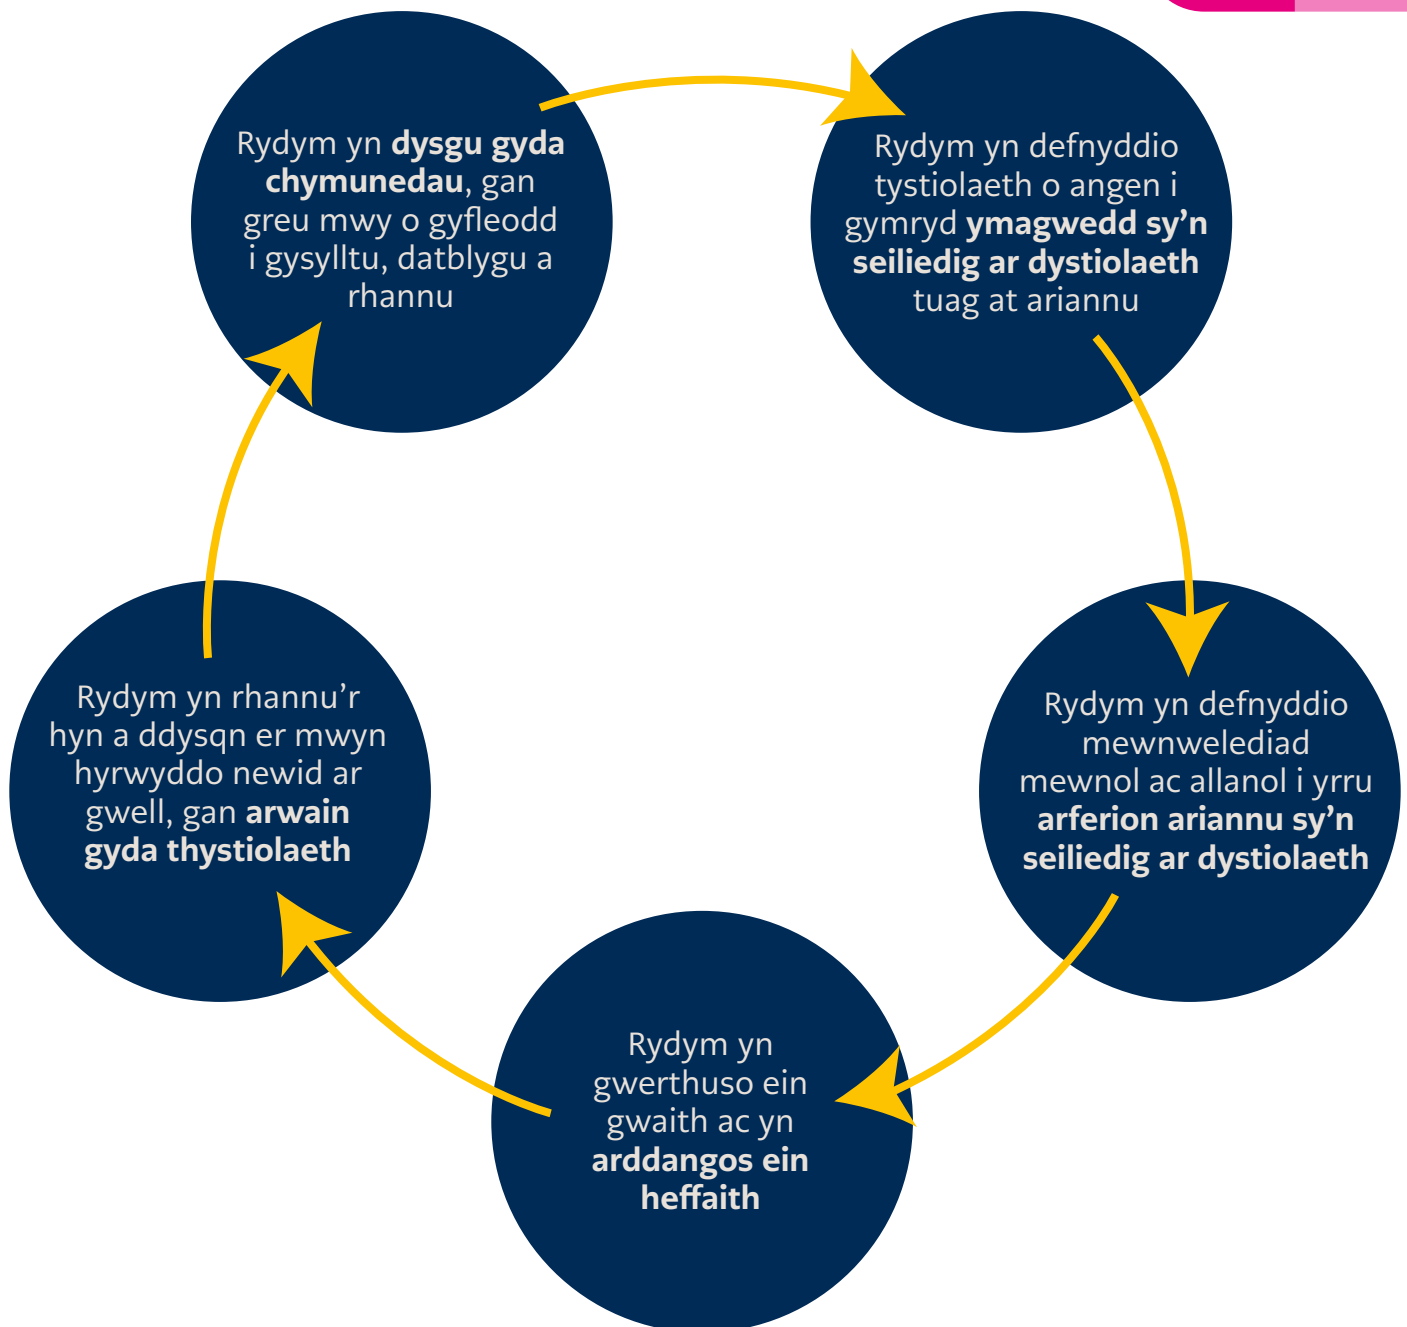 Rydym yn dysgu gyda
chymunedau, gan
greu mwy o gyfleodd
i gysylltu, datblygu a
rhannu
Rydym yn defnyddio
tystiolaeth o angen i
gymryd ymagwedd sy’n
seiliedig ar dystiolaeth
tuag at ariannu
Rydym yn defnyddio
mewnwelediad
mewnol ac allanol i yrru
arferion ariannu sy’n
seiliedig ar dystiolaeth
Rydym yn
gwerthuso ein
gwaith ac yn
arddangos ein
heffaith
Rydym yn rhannu’r
hyn a ddysqn er mwyn
hyrwyddo newid ar
gwell, gan arwain
gyda thystiolaeth